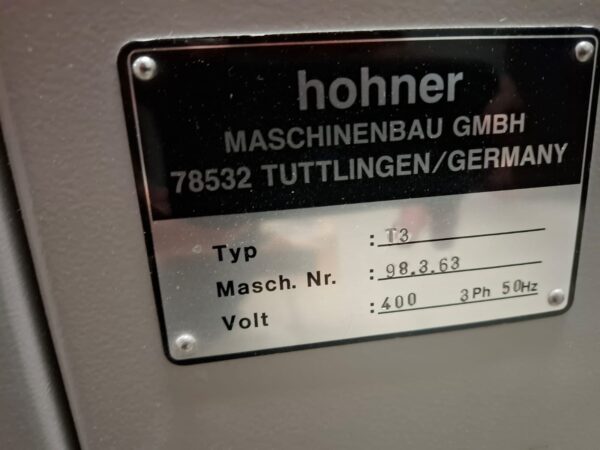 hohner
MASCHINENBAU GMBH
78532 TUTTLINGEN/GERMANY
Typ : T3
Masch. Nr. : 98.3.63
Volt : 400 3Ph 50Hz